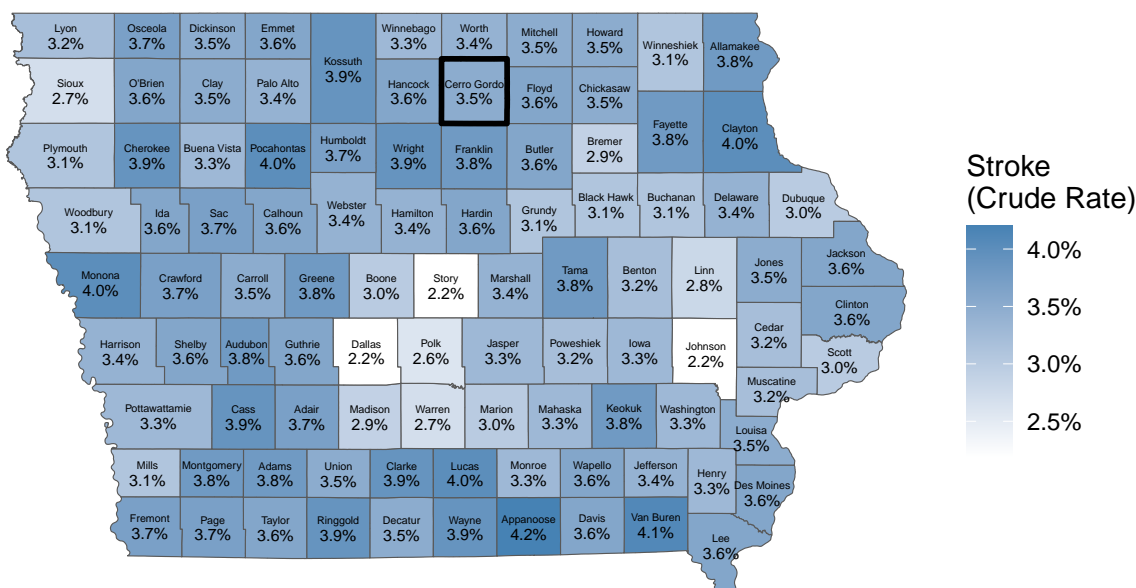 Lyon
3.2%
Osceola
3.7%
Dickinson
3.5%
Emmet
3.6%
Kossuth
3.9%
Winnebago
3.3%
Worth
3.4%
Mitchell
3.5%
Howard
3.5%
Winneshiek
3.1%
Allamakee
3.8%
Sioux
2.7%
O'Brien
3.6%
Clay
3.5%
Palo Alto
3.4%
Hancock
3.6%
Cerro Gordo
3.5%
Floyd
3.6%
Chickasaw
3.5%
Plymouth
3.1%
Cherokee
3.9%
Buena Vista
3.3%
Pocahontas
4.0%
Humboldt
3.7%
Wright
3.9%
Franklin
3.8%
Butler
3.6%
Bremer
2.9%
Fayette
3.8%
Clayton
4.0%
Woodbury
3.1%
Ida
3.6%
Sac
3.7%
Calhoun
3.6%
Webster
3.4%
Hamilton
3.4%
Hardin
3.6%
Grundy
3.1%
Black Hawk
3.1%
Buchanan
3.1%
Delaware
3.4%
Dubuque
3.0%
Monona
4.0%
Crawford
3.7%
Carroll
3.5%
Greene
3.8%
Boone
3.0%
Story
2.2%
Marshall
3.4%
Tama
3.8%
Benton
3.2%
Linn
2.8%
Jones
3.5%
Jackson
3.6%
Clinton
3.6%
Harrison
3.4%
Shelby
3.6%
Audubon
3.8%
Guthrie
3.6%
Dallas
2.2%
Polk
2.6%
Jasper
3.3%
Poweshiek
3.2%
Iowa
3.3%
Johnson
2.2%
Cedar
3.2%
Scott
3.0%
Muscatine
3.2%
Pottawattamie
3.3%
Cass
3.9%
Adair
3.7%
Madison
2.9%
Warren
2.7%
Marion
3.0%
Mahaska
3.3%
Keokuk
3.8%
Washington
3.3%
Louisa
3.5%
Mills
3.1%
Montgomery
3.8%
Adams
3.8%
Union
3.5%
Clarke
3.9%
Lucas
4.0%
Monroe
3.3%
Wapello
3.6%
Jefferson
3.4%
Henry
3.3%
Des Moines
3.6%
Fremont
3.7%
Page
3.7%
Taylor
3.6%
Ringgold
3.9%
Decatur
3.5%
Wayne
3.9%
Appanoose
4.2%
Davis
3.6%
Van Buren
4.1%
Lee
3.6%
Stroke
(Crude Rate)
4.0%
3.5%
3.0%
2.5%